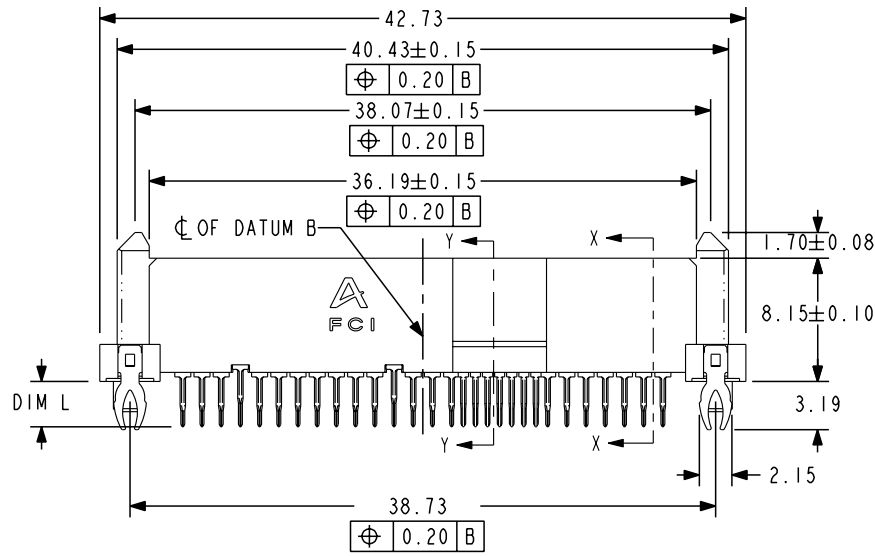 42.73
40.43±0.15
⌖ 0.20 B
38.07±0.15
⌖ 0.20 B
36.19±0.15
⌖ 0.20 B
℄ OF DATUM B
Y
X
1.70±0.08
A
FCI
8.15±0.10
DIM L
3.19
Y
X
2.15
38.73
⌖ 0.20 B